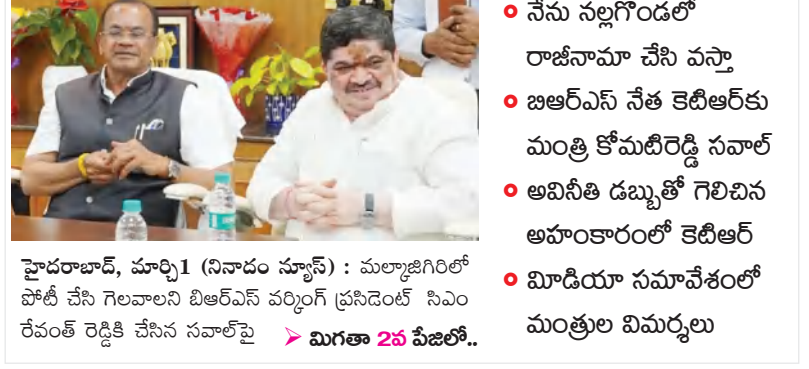 హైదరాబాద్, మార్చి1 (నినాదం న్యూస్) : మల్కాజిగిరిలో
పోటీ చేసి గెలవాలని బిఆర్ఎస్ వర్కింగ్ ప్రసిడెంట్ సిఎం
రేవంత్ రెడ్డికి చేసిన సవాల్‌పై
➤ మిగతా 2వ పేజిలో..
• నేను నల్లగొండలో
రాజీనామా చేసి వస్తా
• బిఆర్ఎస్ నేత కెటిఆర్‌కు
మంత్రి కోమటిరెడ్డి సవాల్
• అవినీతి డబ్బుతో గెలిచిన
అహంకారంలో కెటిఆర్
• మీడియా సమావేశంలో
మంత్రుల విమర్శలు